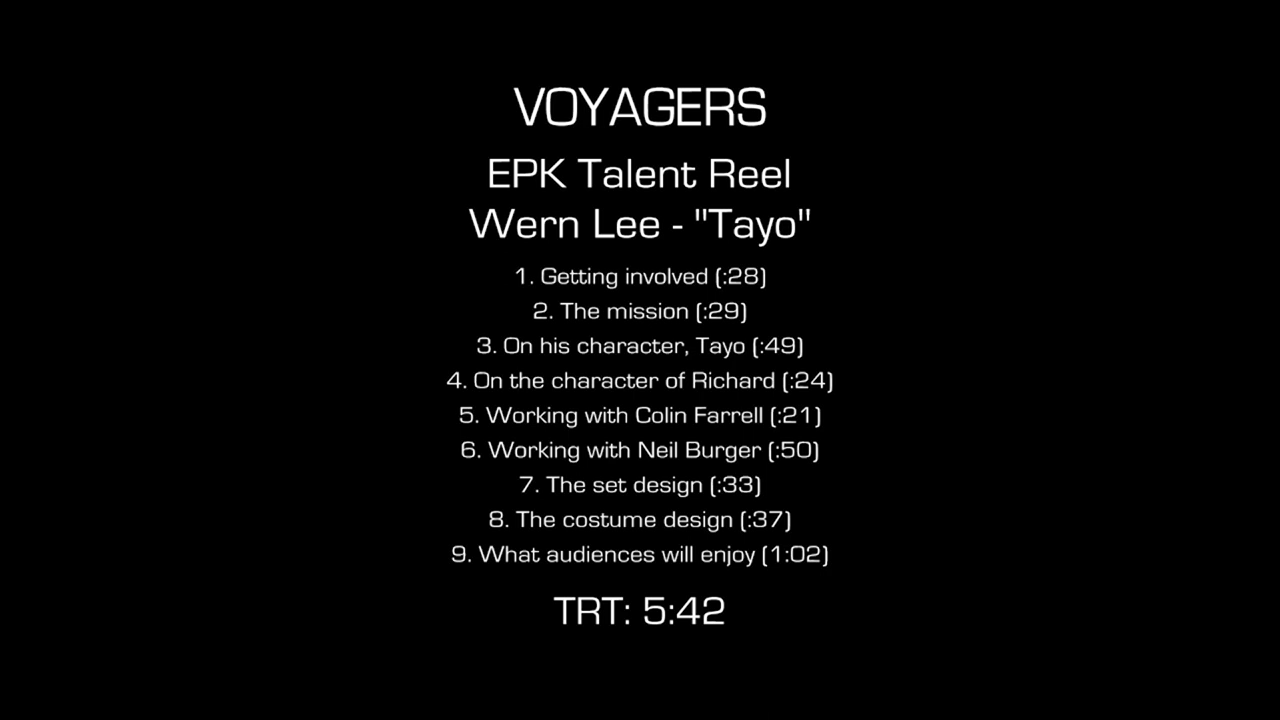 VOYAGERS
EPK Talent Reel
Wern Lee - "Tayo"
1. Getting involved (:28)
2. The mission (:29)
3. On his character, Tayo (:49)
4. On the character of Richard (:24)
5. Working with Colin Farrell (:21)
6. Working with Neil Burger (:50)
7. The set design (:33)
8. The costume design (:37)
9. What audiences will enjoy (1:02)
TRT: 5:42